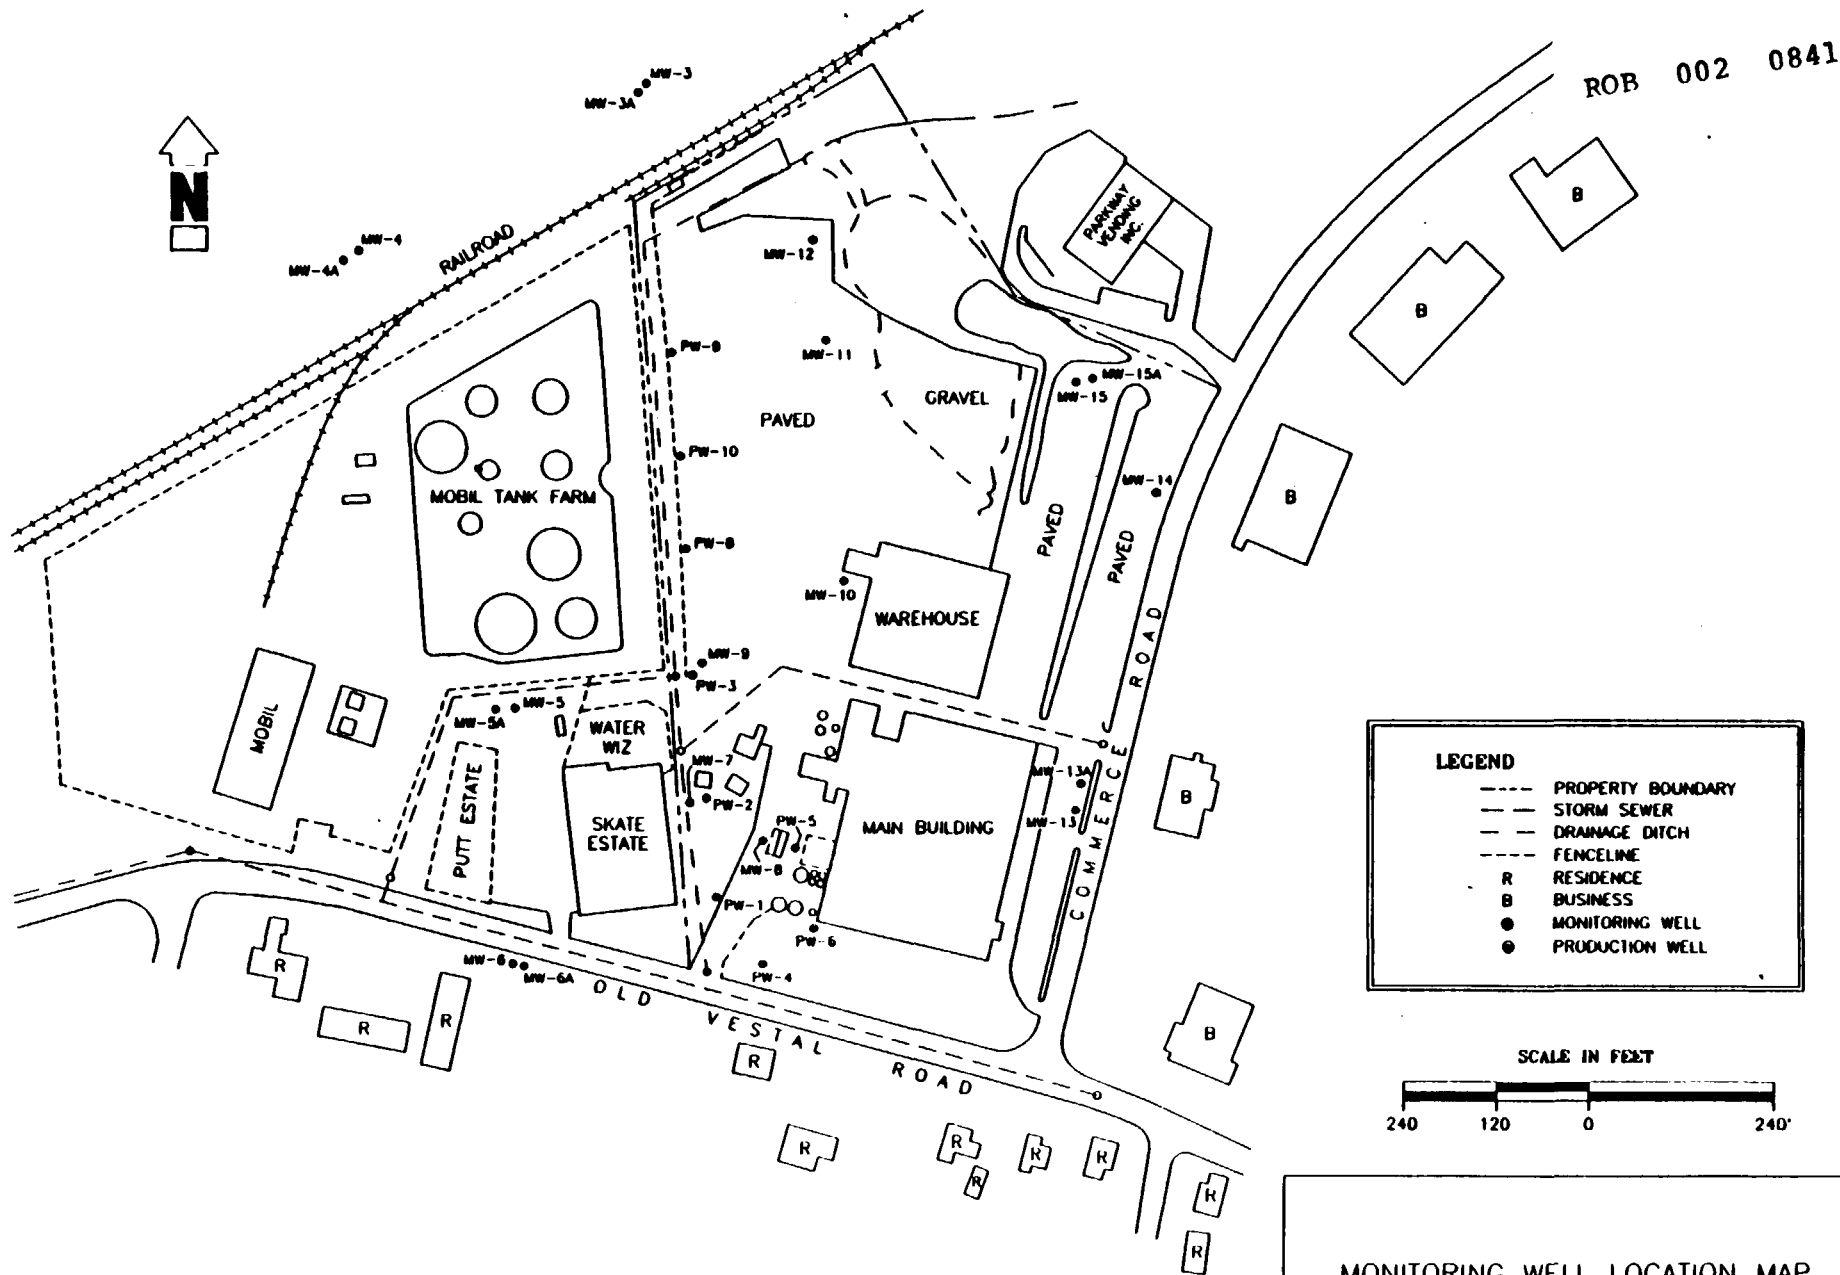 ROB 002 0841
MW-3
MW-3A
N
MW-4
MW-4A
RAILROAD
PARKWAY
VENDING
INC.
B
B
MW-12
PW-9
MW-11
MW-15A
MW-15
GRAVEL
PAVED
PW-10
MW-14
MOBIL TANK FARM
B
PAVED
PAVED
PW-8
MW-10
WAREHOUSE
MW-9
PW-3
MW-5
MW-5A
MOBIL
WATER
WIZ
MW-7
PW-2
PUTT ESTATE
SKATE
ESTATE
PW-5
MW-8
MAIN BUILDING
MW-13A
MW-13
B
COMMERCE ROAD
PW-1
PW-6
PW-4
MW-6
MW-6A
OLD VESTAL ROAD
R
R
R
R
R
R
R
R
R
R
R
B
LEGEND
PROPERTY BOUNDARY
STORM SEWER
DRAINAGE DITCH
FENCELINE
R RESIDENCE
B BUSINESS
MONITORING WELL
PRODUCTION WELL
SCALE IN FEET
240 120 0 240'
MONITORING WELL LOCATION MAP